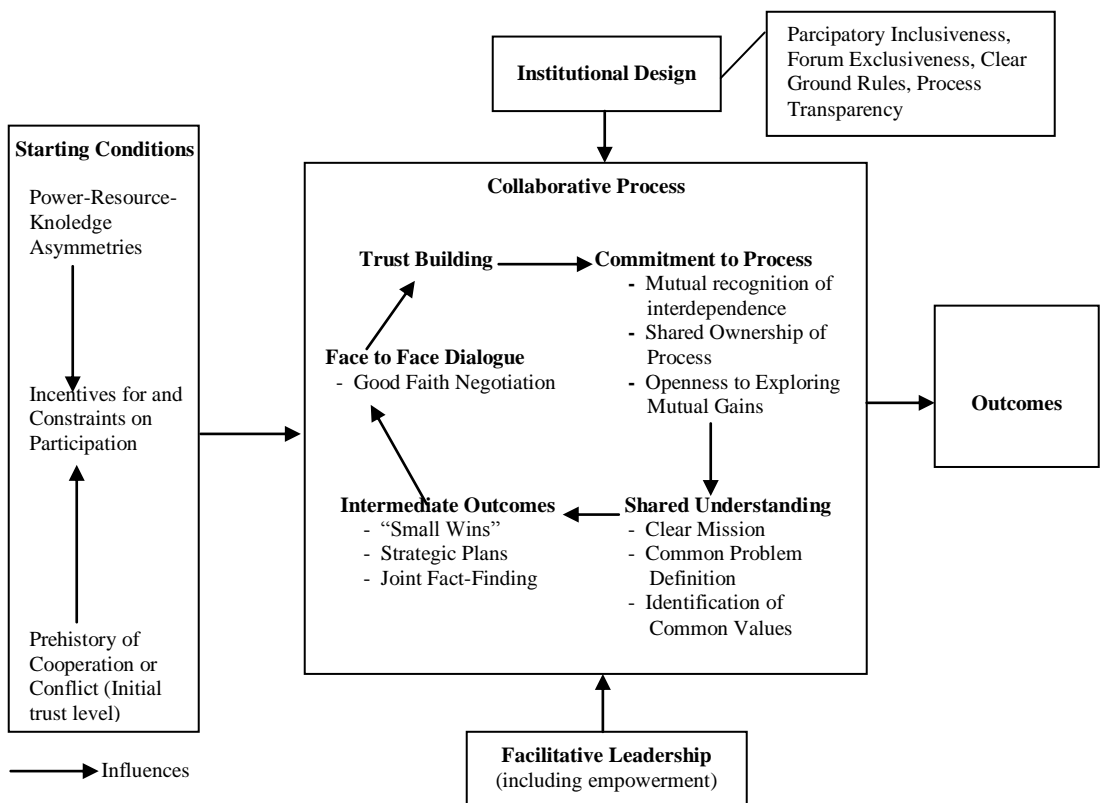 Institutional Design
Parcipatory Inclusiveness,
Forum Exclusiveness, Clear
Ground Rules, Process
Transparency
Starting Conditions
Power-Resource-
Knoledge
Asymmetries
Incentives for and
Constraints on
Participation
Prehistory of
Cooperation or
Conflict (Initial
trust level)
Collaborative Process
Trust Building
Commitment to Process
- Mutual recognition of
interdependence
- Shared Ownership of
Process
- Openness to Exploring
Mutual Gains
Face to Face Dialogue
- Good Faith Negotiation
Intermediate Outcomes
- “Small Wins”
- Strategic Plans
- Joint Fact-Finding
Shared Understanding
- Clear Mission
- Common Problem
Definition
- Identification of
Common Values
Outcomes
Facilitative Leadership
(including empowerment)
Influences